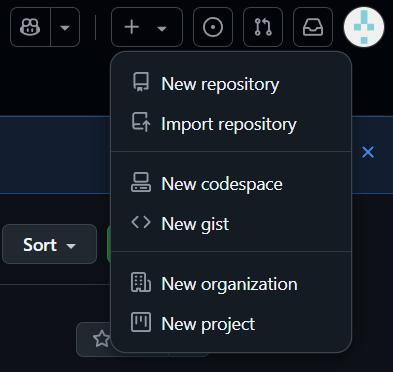 New repository
Import repository
New codespace
Sort
New gist
New organization
New project